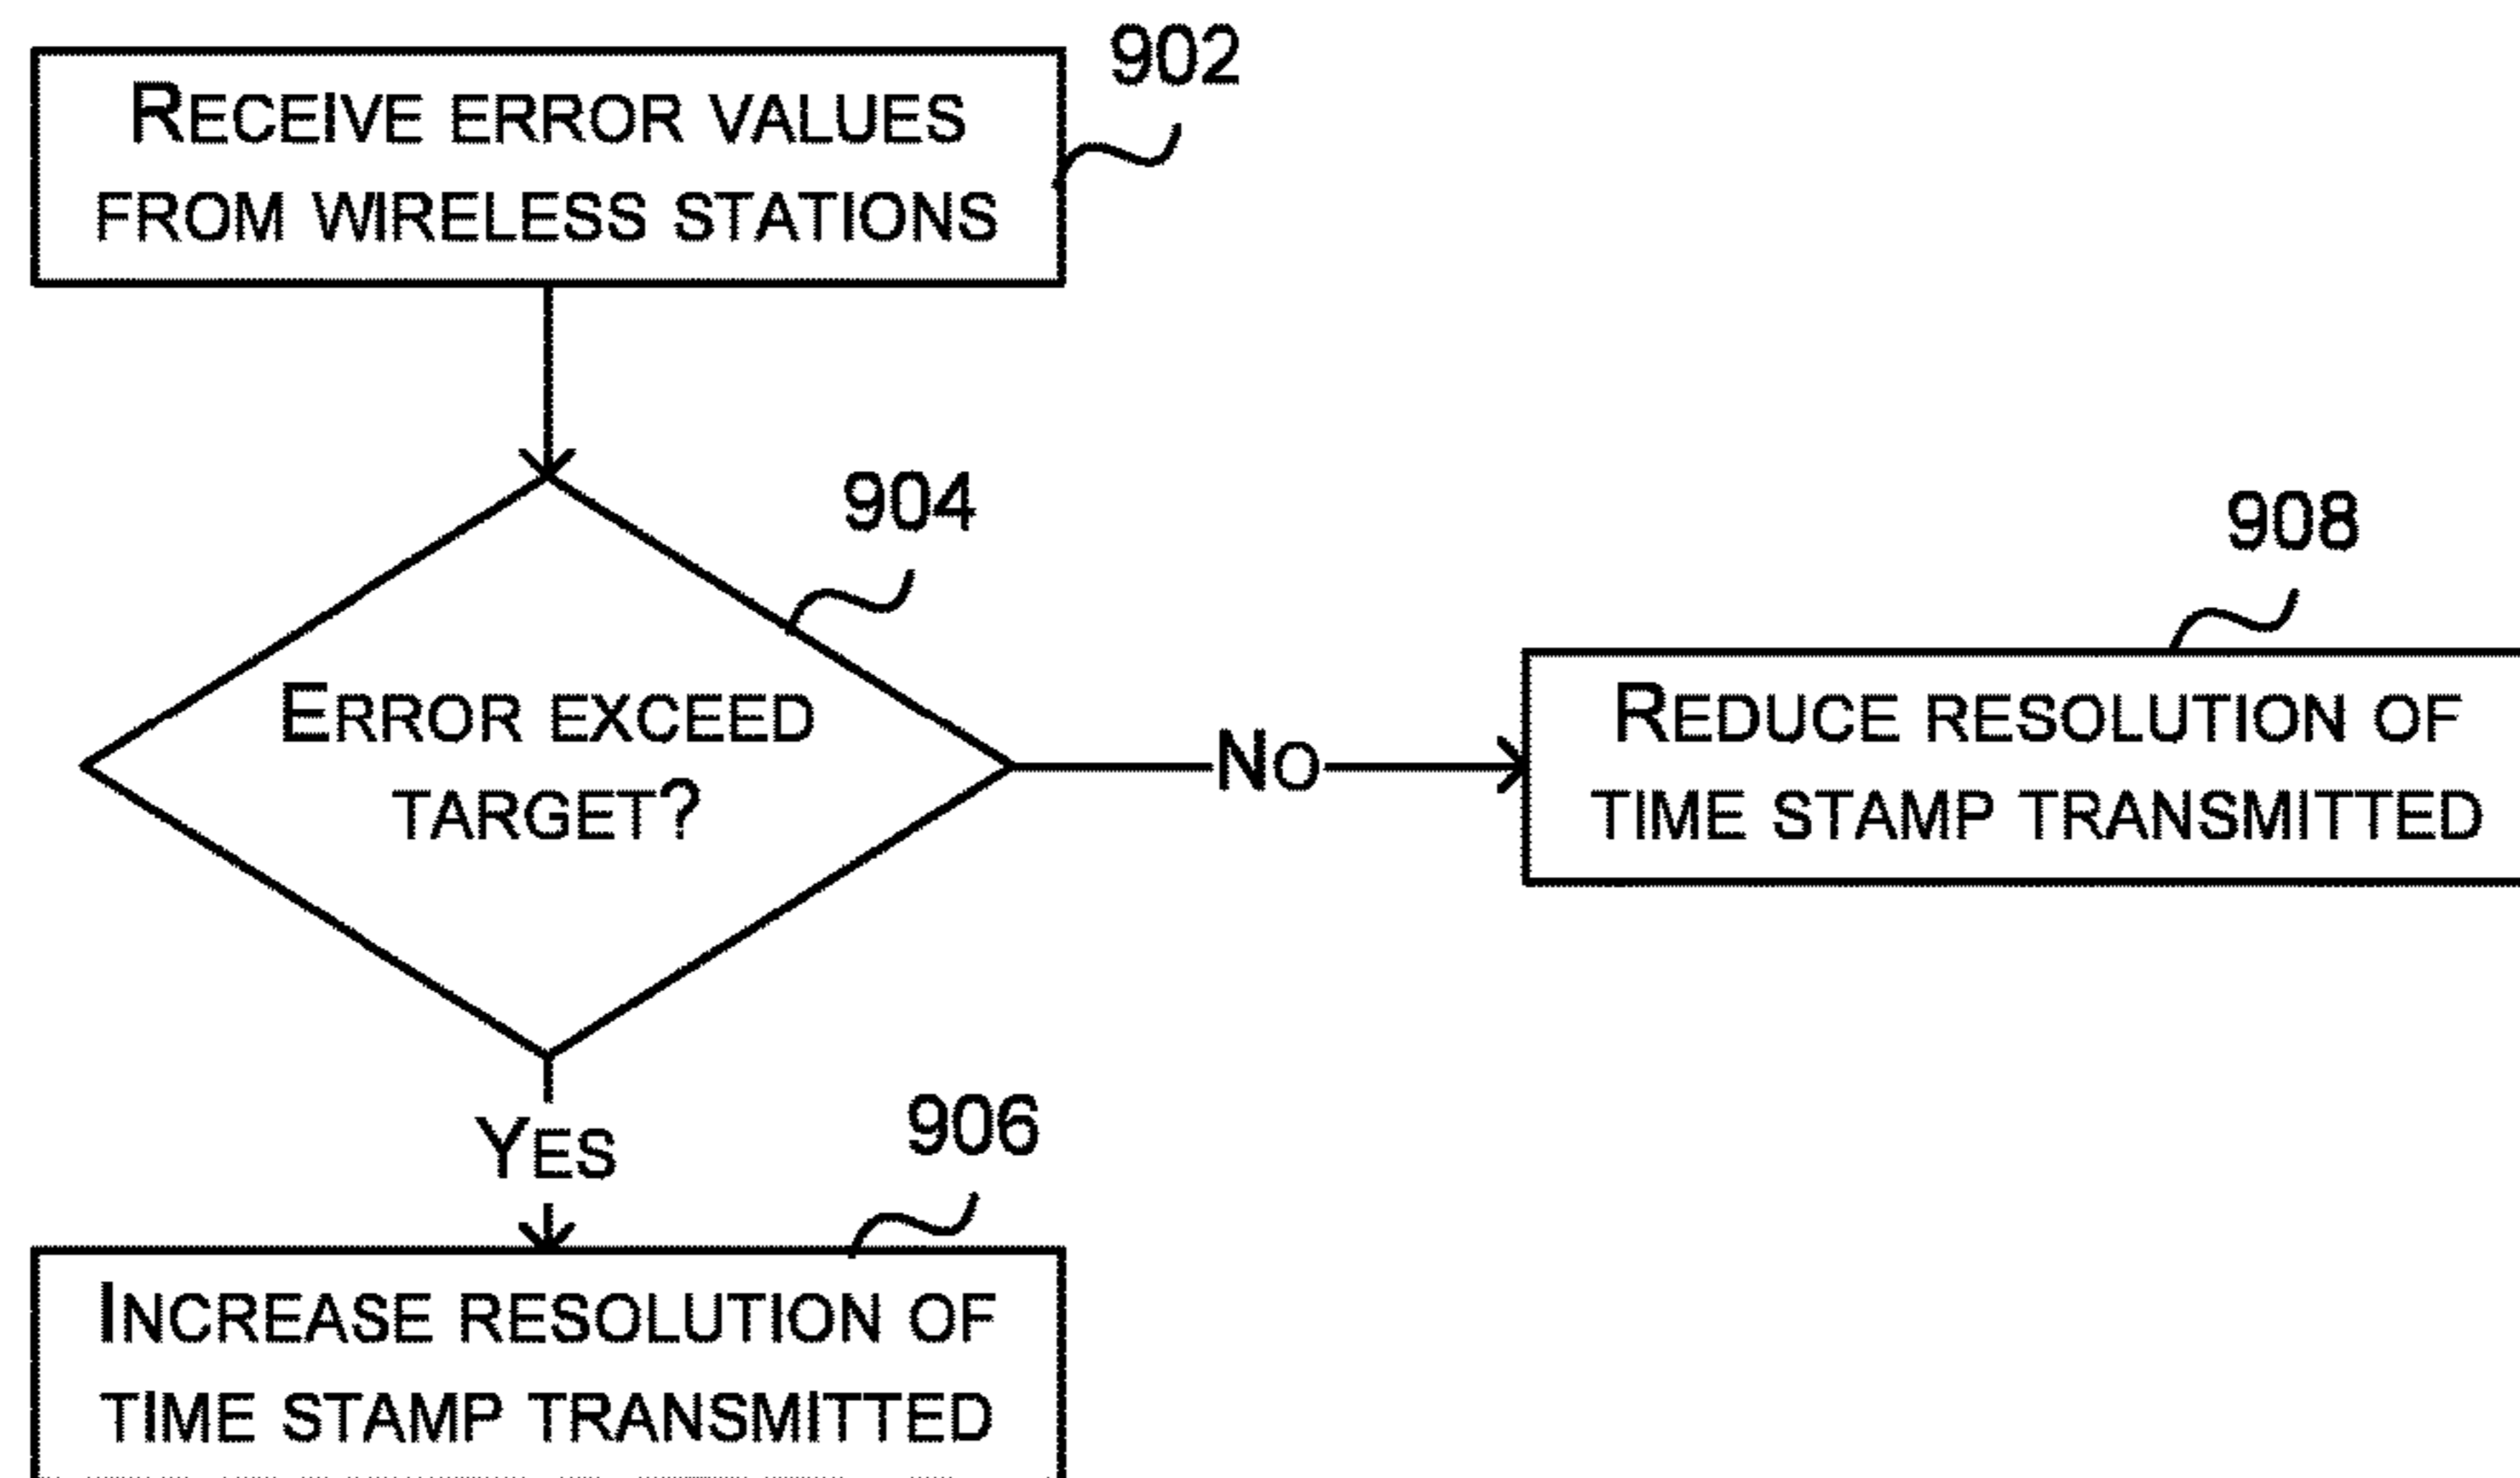 902
RECEIVE ERROR VALUES
FROM WIRELESS STATIONS
904
908
ERROR EXCEED
TARGET?
NO
REDUCE RESOLUTION OF
TIME STAMP TRANSMITTED
YES
906
INCREASE RESOLUTION OF
TIME STAMP TRANSMITTED